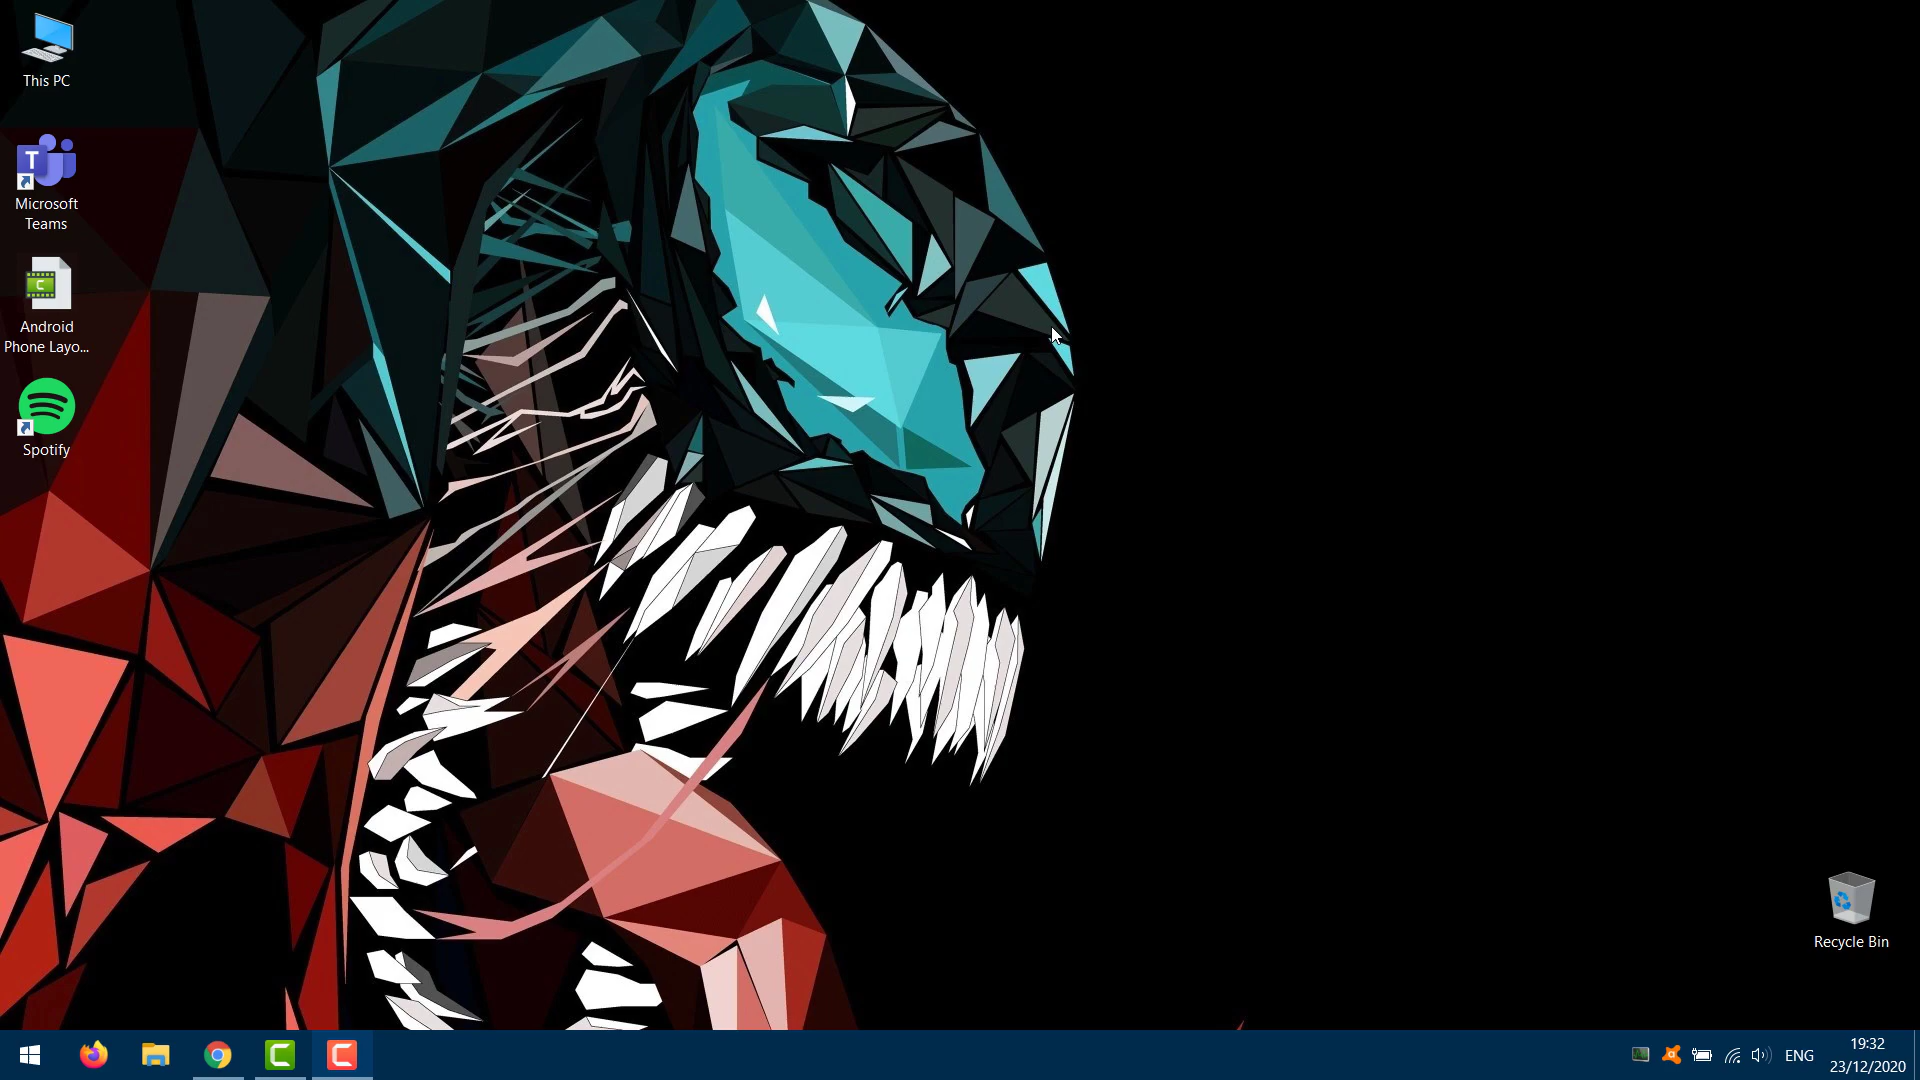 This PC
Microsoft
Teams
Android
Phone Layo...
Spotify
Recycle Bin
ENG
19:32
23/12/2020